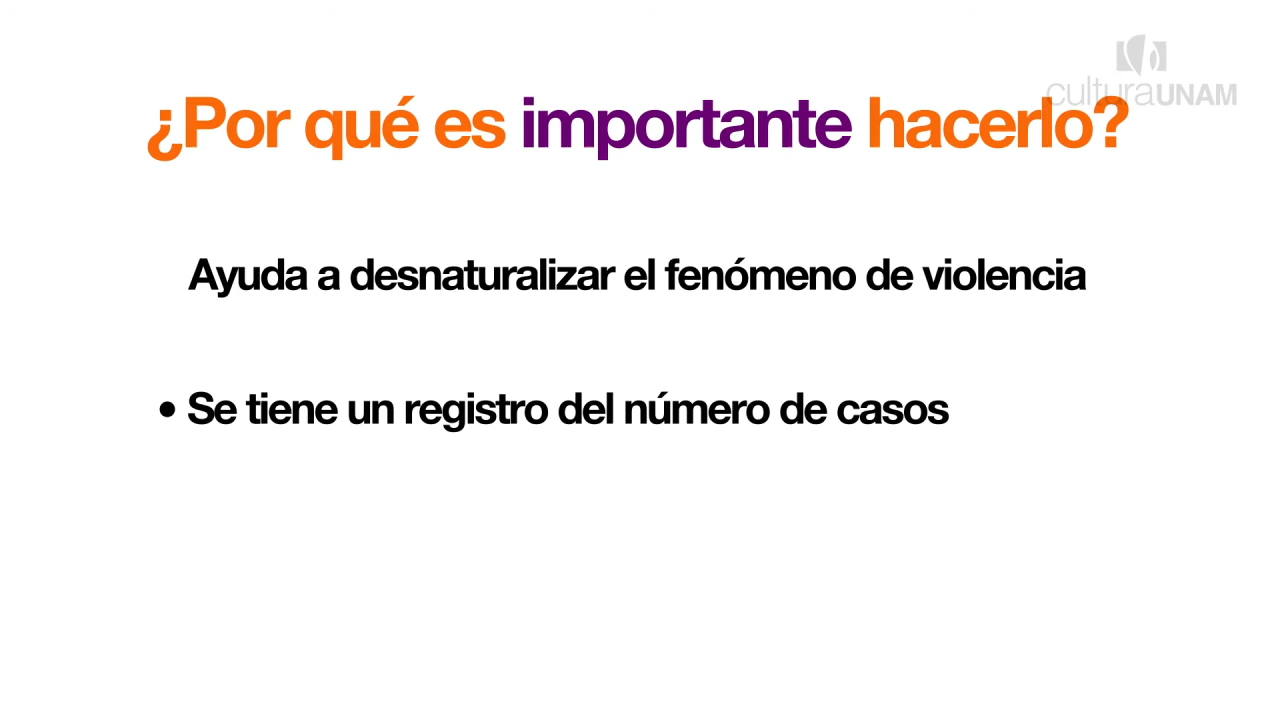 culturaUNAM
¿Por qué es importante hacerlo?
Ayuda a desnaturalizar el fenómeno de violencia
• Se tiene un registro del número de casos